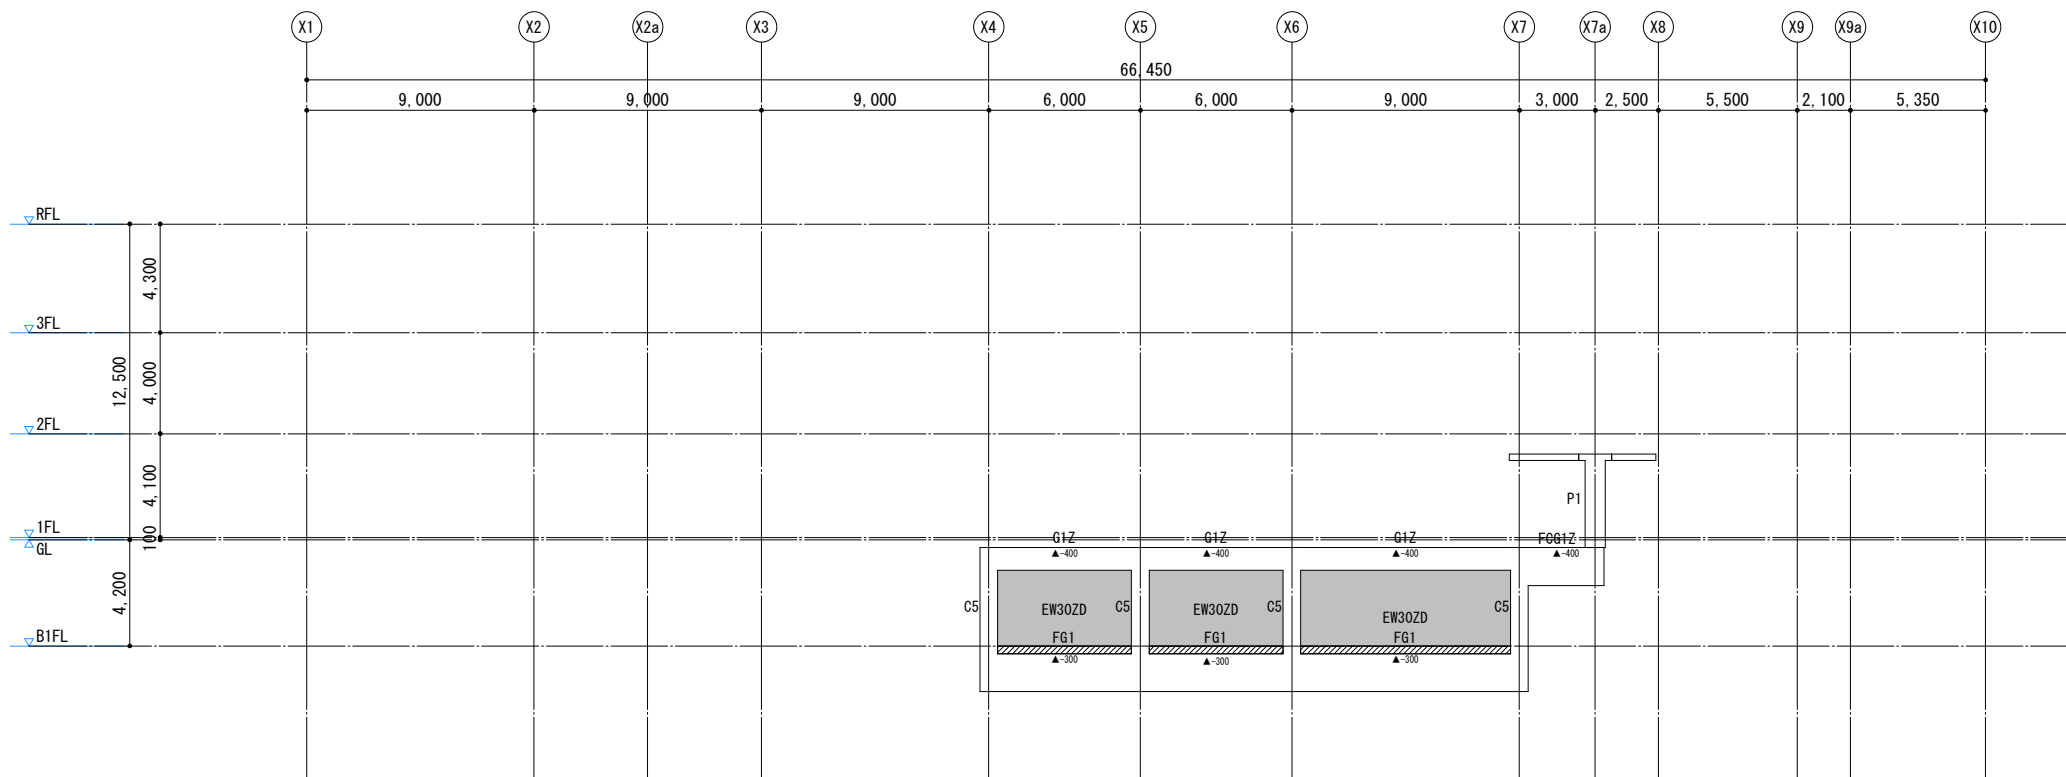 X1 X2 X2a X3 X4 X5 X6 X7 X7a X8 X9 X9a X10
66,450
9,000 9,000 9,000 6,000 6,000 9,000 3,000 2,500 5,500 2,100 5,350
RFL
4,300
3FL
12,500
4,000
2FL
4,100
P1
1FL
100
G1Z G1Z G1Z FCG1Z
GL
▲-400 ▲-400 ▲-400 ▲-400
4,200
C5 EW30ZD C5 EW30ZD C5 EW30ZD C5
B1FL
FG1 FG1 FG1
▲-300 ▲-300 ▲-300